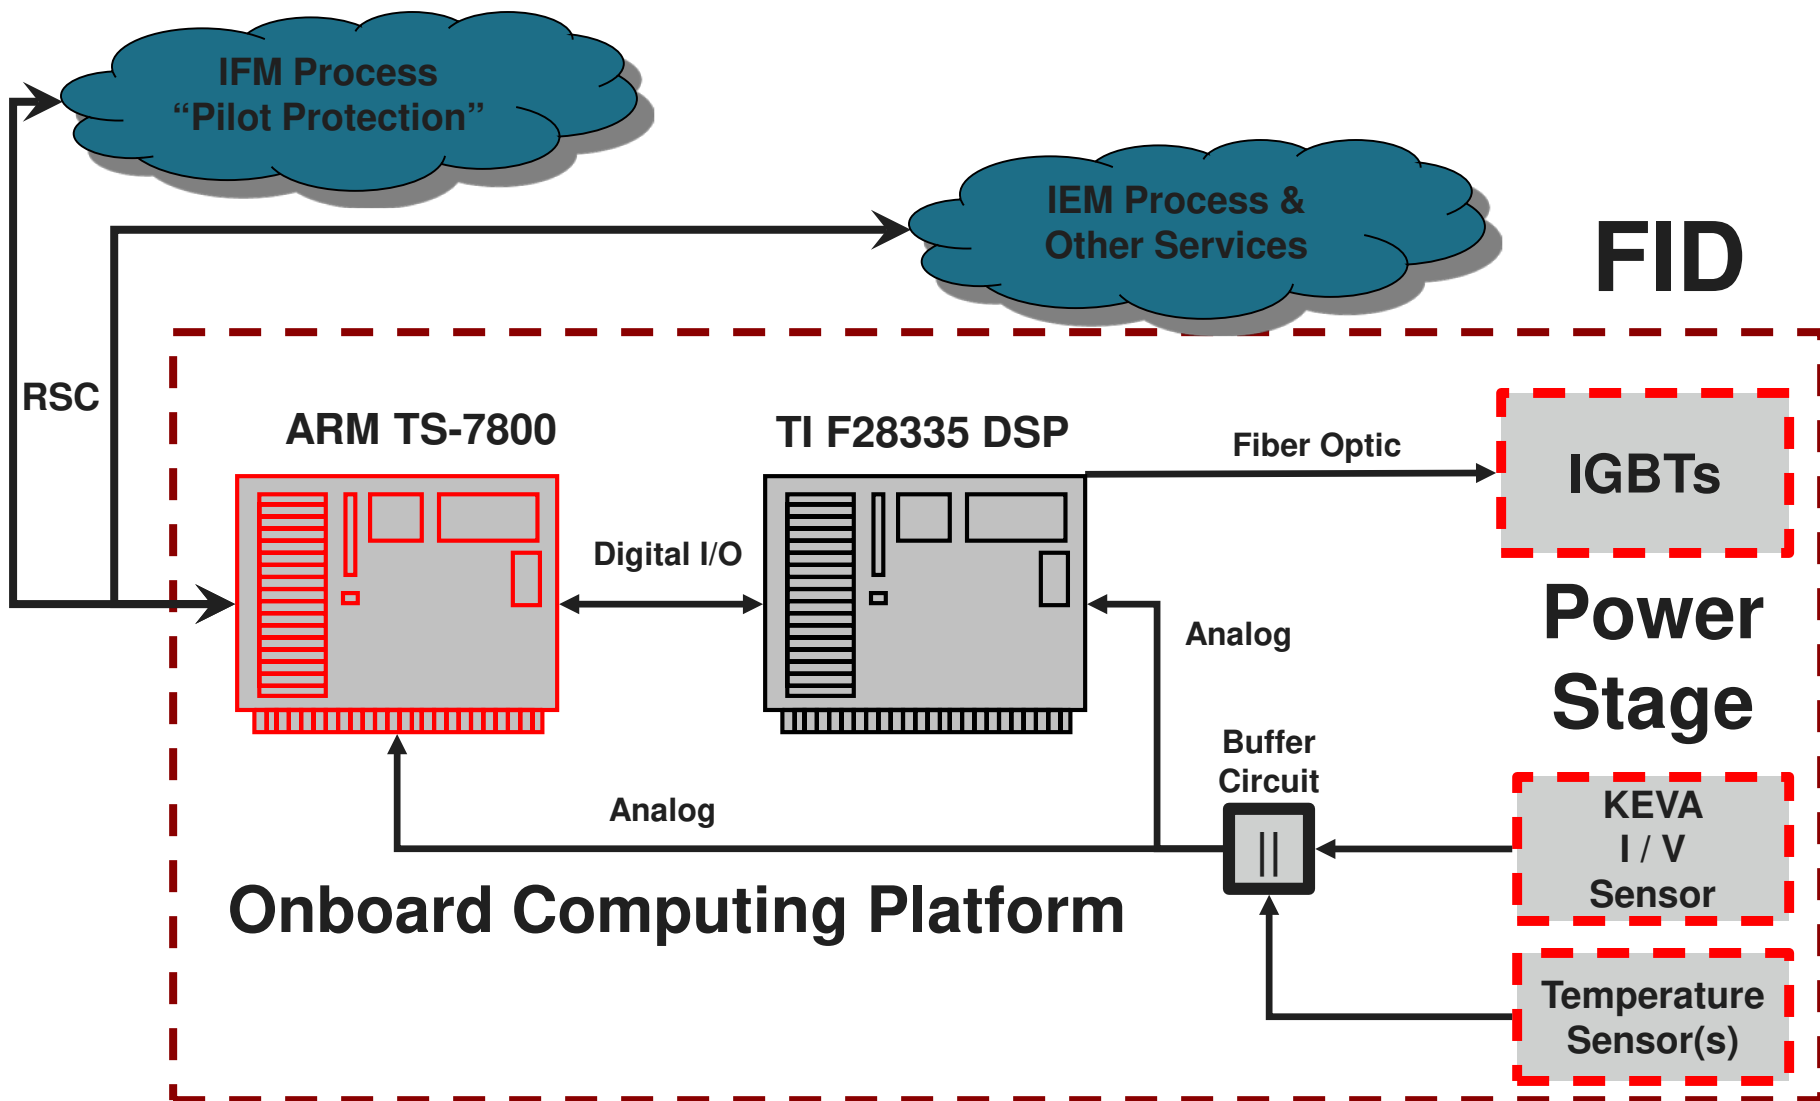 IFM Process
“Pilot Protection”
IEM Process &
Other Services
FID
RSC
ARM TS-7800
TI F28335 DSP
Fiber Optic
IGBTs
Digital I/O
Analog
Power
Stage
Buffer
Circuit
Analog
KEVA
I / V
Sensor
Onboard Computing Platform
Temperature
Sensor(s)